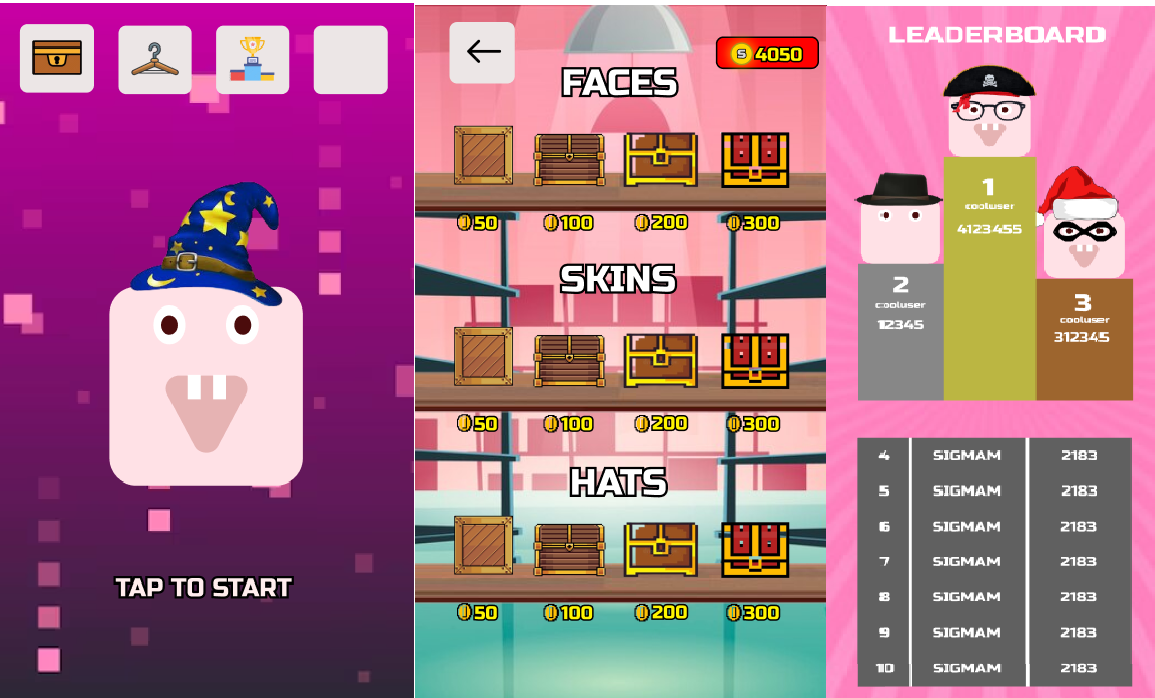 TAP TO START
S 4050
FACES
50 100 200 300
SKINS
50 100 200 300
HATS
50 100 200 300
LEADERBOARD
1
cooluser
4123455
2
cooluser
12345
3
cooluser
312345
4 SIGMAM 2183
5 SIGMAM 2183
6 SIGMAM 2183
7 SIGMAM 2183
8 SIGMAM 2183
9 SIGMAM 2183
10 SIGMAM 2183